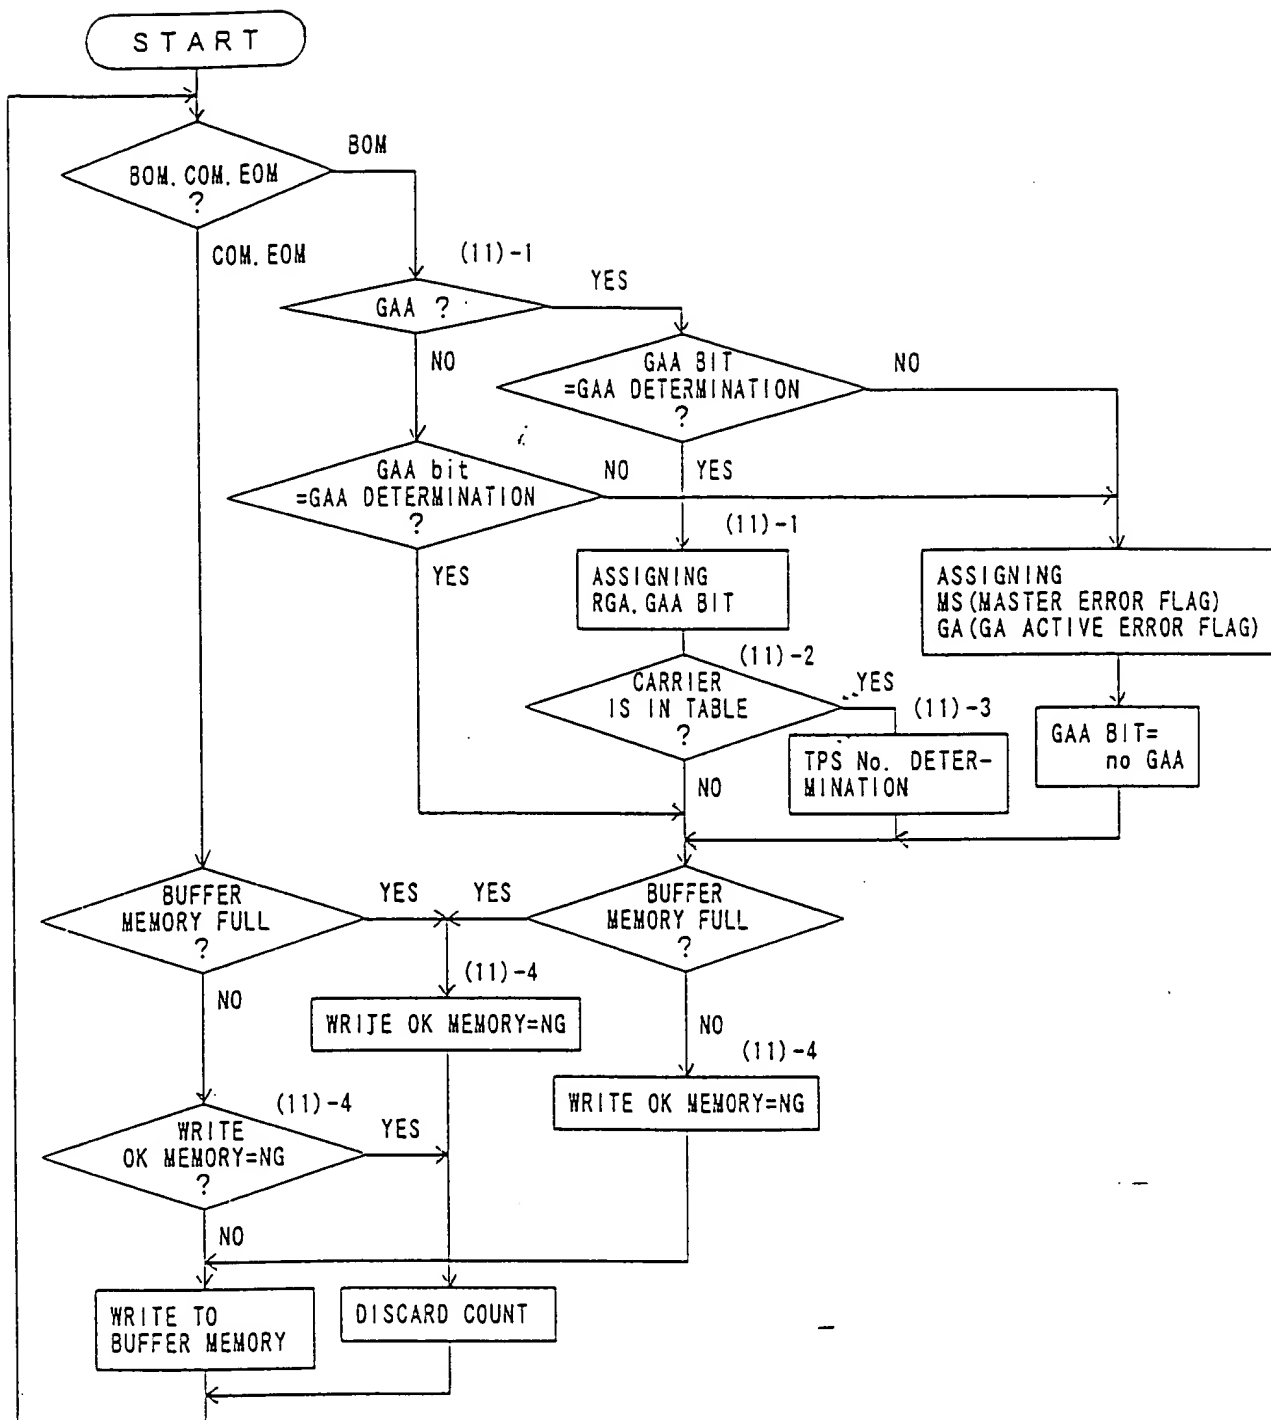 START
BOM.COM.EOM
?
BOM
COM.EOM
(11)-1
GAA ?
YES
NO
GAA BIT
=GAA DETERMINATION
?
NO
GAA bit
=GAA DETERMINATION
?
NO
YES
YES
(11)-1
ASSIGNING
RGA.GAA BIT
ASSIGNING
MS(MASTER ERROR FLAG)
GA(GA ACTIVE ERROR FLAG)
(11)-2
CARRIER
IS IN TABLE
?
YES
(11)-3
NO
TPS No. DETER-
MINATION
GAA BIT=
no GAA
BUFFER
MEMORY FULL
?
YES
YES
BUFFER
MEMORY FULL
?
NO
(11)-4
WRITE OK MEMORY=NG
NO
(11)-4
WRITE OK MEMORY=NG
(11)-4
WRITE
OK MEMORY=NG
?
YES
NO
WRITE TO
BUFFER MEMORY
DISCARD COUNT